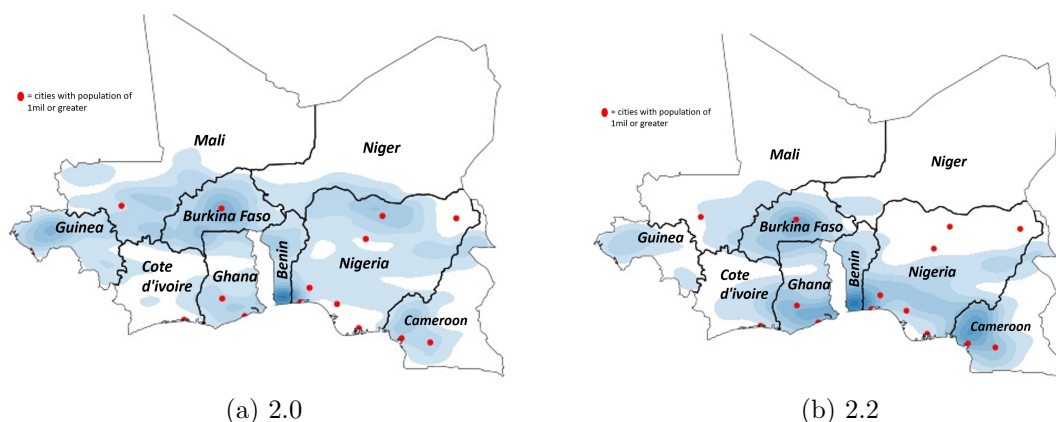 = cities with population of
1mil or greater
Mali
Niger
Burkina Faso
Guinea
Cote
d'ivoire
Ghana
Benin
Nigeria
Cameroon
(a) 2.0
= cities with population of
1mil or greater
Mali
Niger
Burkina Faso
Guinea
Cote
d'ivoire
Ghana
Benin
Nigeria
Cameroon
(b) 2.2